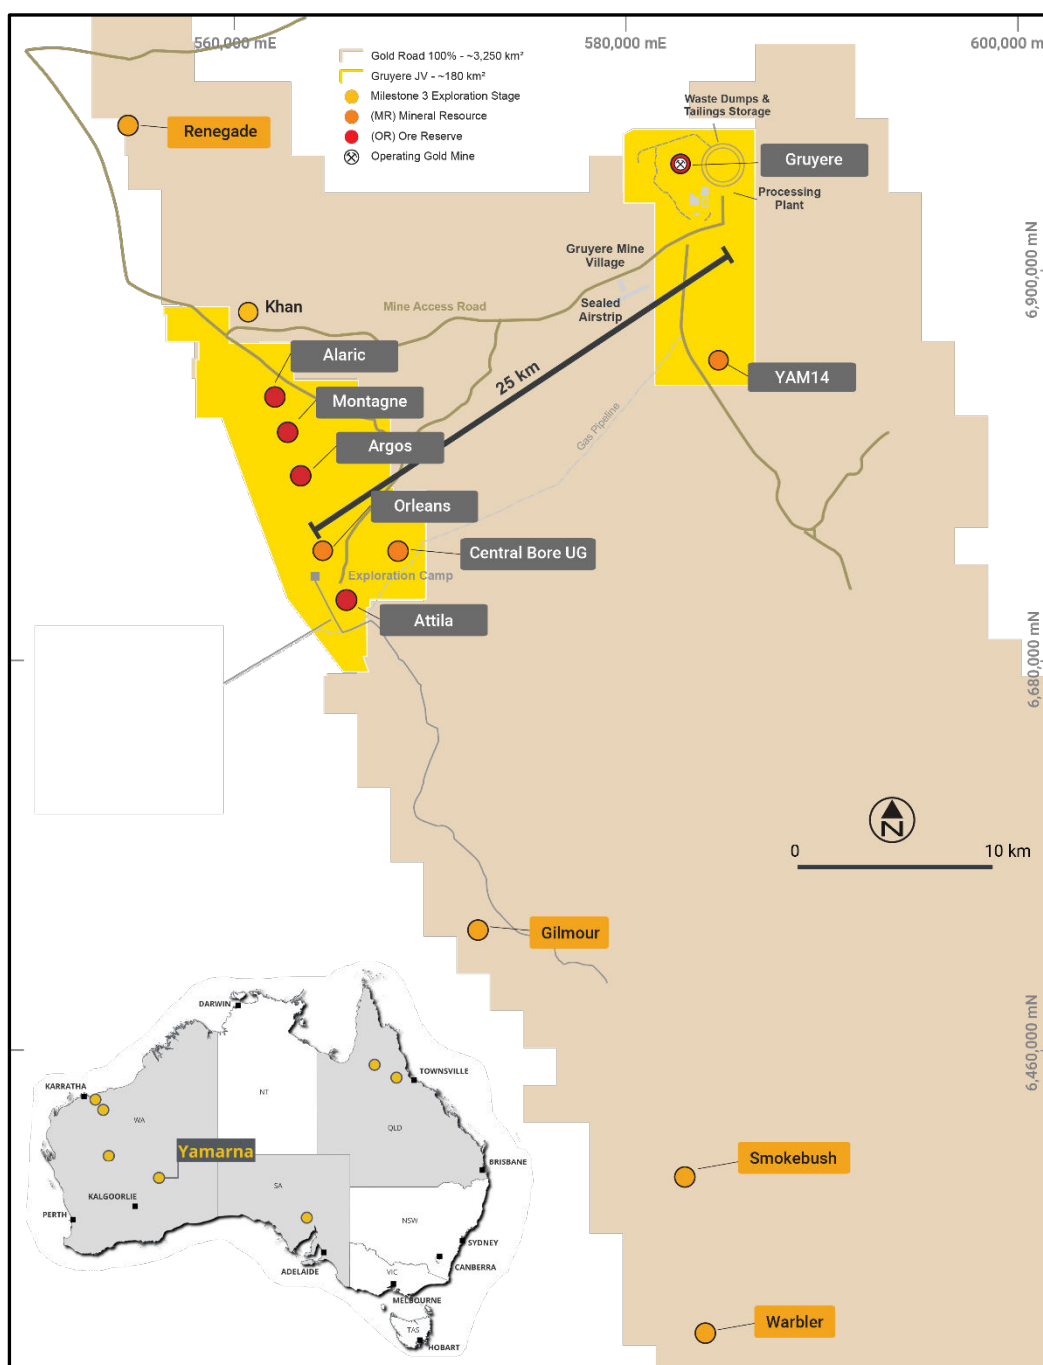 560,000 mE
580,000 mE
600,000 m
Gold Road 100% - ~3,250 km²
Gruyere JV - ~180 km²
Milestone 3 Exploration Stage
(MR) Mineral Resource
(OR) Ore Reserve
Operating Gold Mine
Waste Dumps &
Tailings Storage
Renegade
Gruyere
Processing
Plant
Gruyere Mine
Village
6,900,000 mN
Khan
Mine Access Road
Sealed
Airstrip
Alaric
25 km
YAM14
Montagne
Gas Pipeline
Argos
Orleans
Central Bore UG
Exploration Camp
Attila
6,680,000 mN
N
0
10 km
Gilmour
DARWIN
6,460,000 mN
TOWNSVILLE
KARRATHA
NT
WA
QLD
Yamarna
BRISBANE
Smokebush
SA
KALGOORLIE
PERTH
NSW
SYDNEY
CANBERRA
ADELAIDE
VIC
MELBOURNE
TAS
HOBART
Warbler